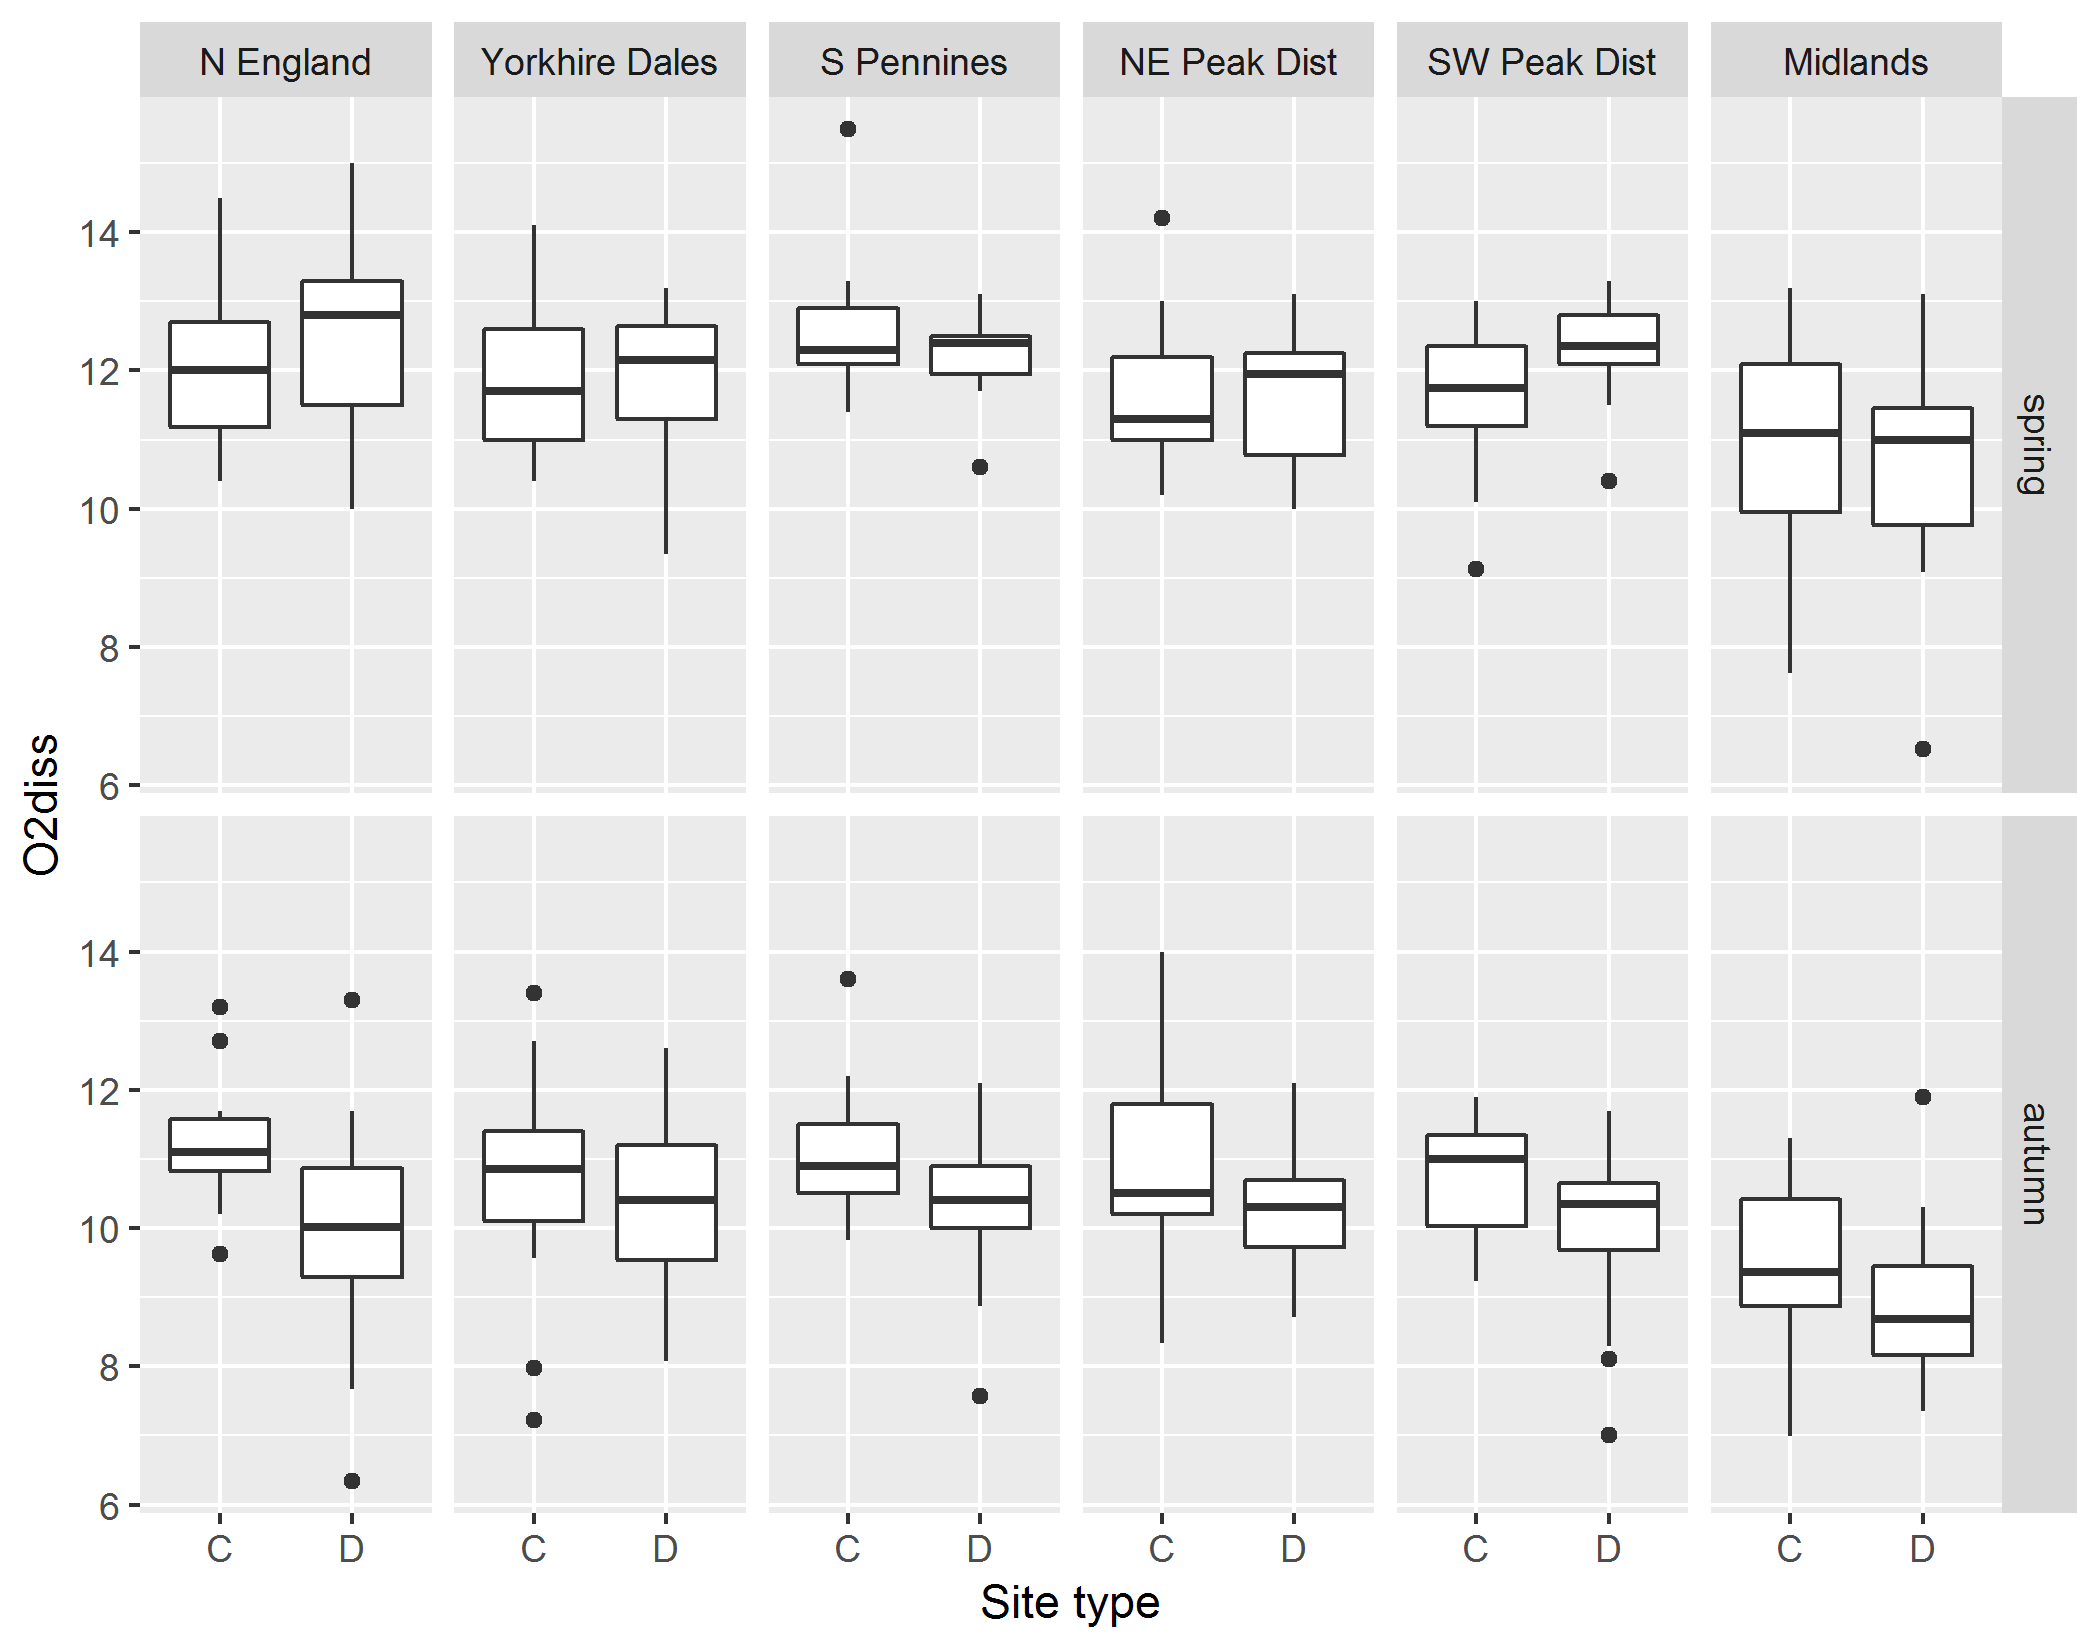 N England
Yorkhire Dales
S Pennines
NE Peak Dist
SW Peak Dist
Midlands
14
12
10
8
6
spring
O2diss
14
12
10
8
6
autumn
C D C D C D C D C D C D
Site type